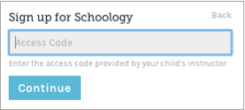 Sign up for Schoology
Back
Access Code
Enter the access code provided by your child's instructor
Continue